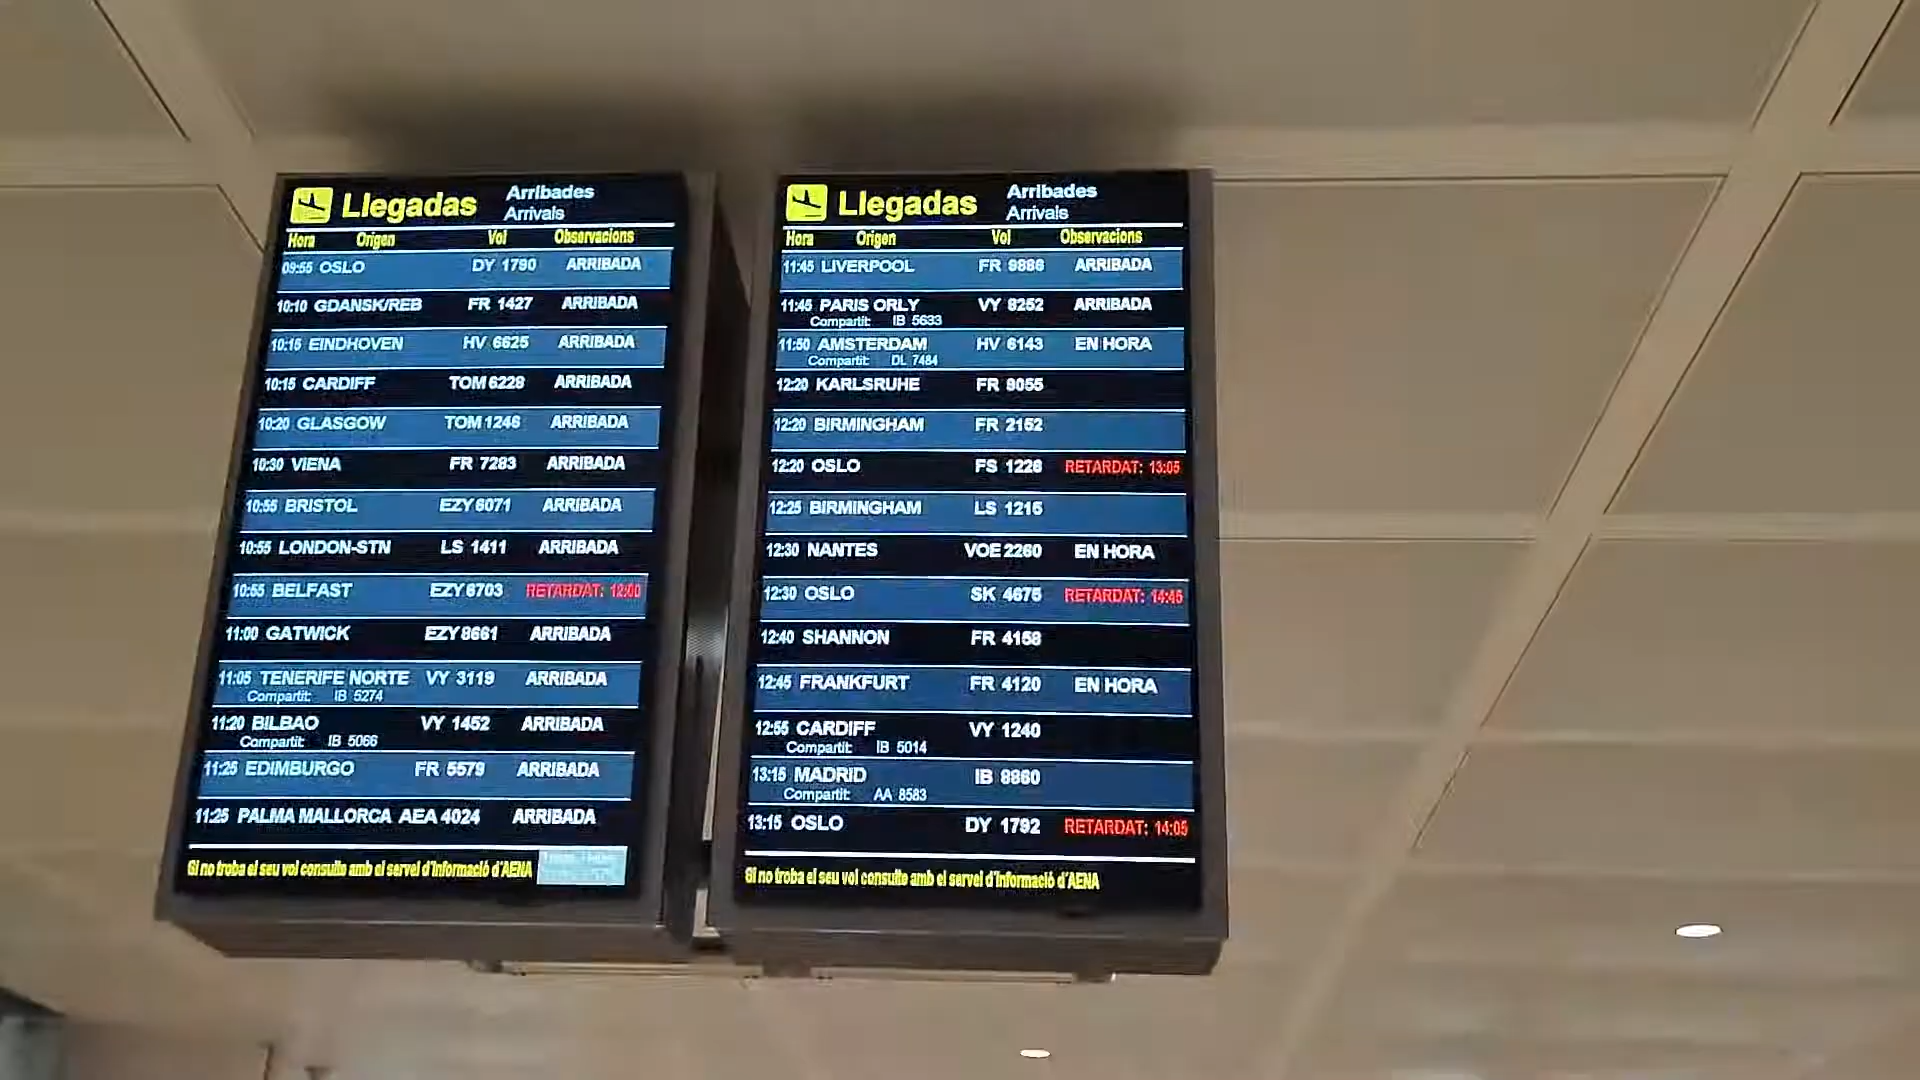 Llegadas
Arribades
Arrivals
Hora Origen Vol Observacions
09:55 OSLO DY 1790 ARRIBADA
10:10 GDANSK/REB FR 1427 ARRIBADA
10:15 EINDHOVEN HV 6625 ARRIBADA
10:15 CARDIFF TOM 6228 ARRIBADA
10:20 GLASGOW TOM 1246 ARRIBADA
10:30 VIENA FR 7283 ARRIBADA
10:55 BRISTOL EZY 6071 ARRIBADA
10:55 LONDON-STN LS 1411 ARRIBADA
10:55 BELFAST EZY 6703 RETARDAT: 12:00
11:00 GATWICK EZY 8661 ARRIBADA
11:05 TENERIFE NORTE VY 3119 ARRIBADA
Compartit: IB 5274
11:20 BILBAO VY 1452 ARRIBADA
Compartit: IB 5066
11:25 EDIMBURGO FR 5579 ARRIBADA
11:25 PALMA MALLORCA AEA 4024 ARRIBADA
Si no troba el seu vol consulte amb el servei d'Informació d'AENA
Llegadas
Arribades
Arrivals
Hora Origen Vol Observacions
11:45 LIVERPOOL FR 9886 ARRIBADA
11:45 PARIS ORLY VY 8252 ARRIBADA
Compartit: IB 5633
11:50 AMSTERDAM HV 6143 EN HORA
Compartit: DL 7484
12:20 KARLSRUHE FR 9055
12:20 BIRMINGHAM FR 2152
12:20 OSLO FS 1226 RETARDAT: 13:05
12:25 BIRMINGHAM LS 1215
12:30 NANTES VOE 2260 EN HORA
12:30 OSLO SK 4675 RETARDAT: 14:45
12:40 SHANNON FR 4158
12:45 FRANKFURT FR 4120 EN HORA
12:55 CARDIFF VY 1240
Compartit: IB 5014
13:15 MADRID IB 8860
Compartit: AA 8583
13:15 OSLO DY 1792 RETARDAT: 14:05
Si no troba el seu vol consulte amb el servei d'Informació d'AENA